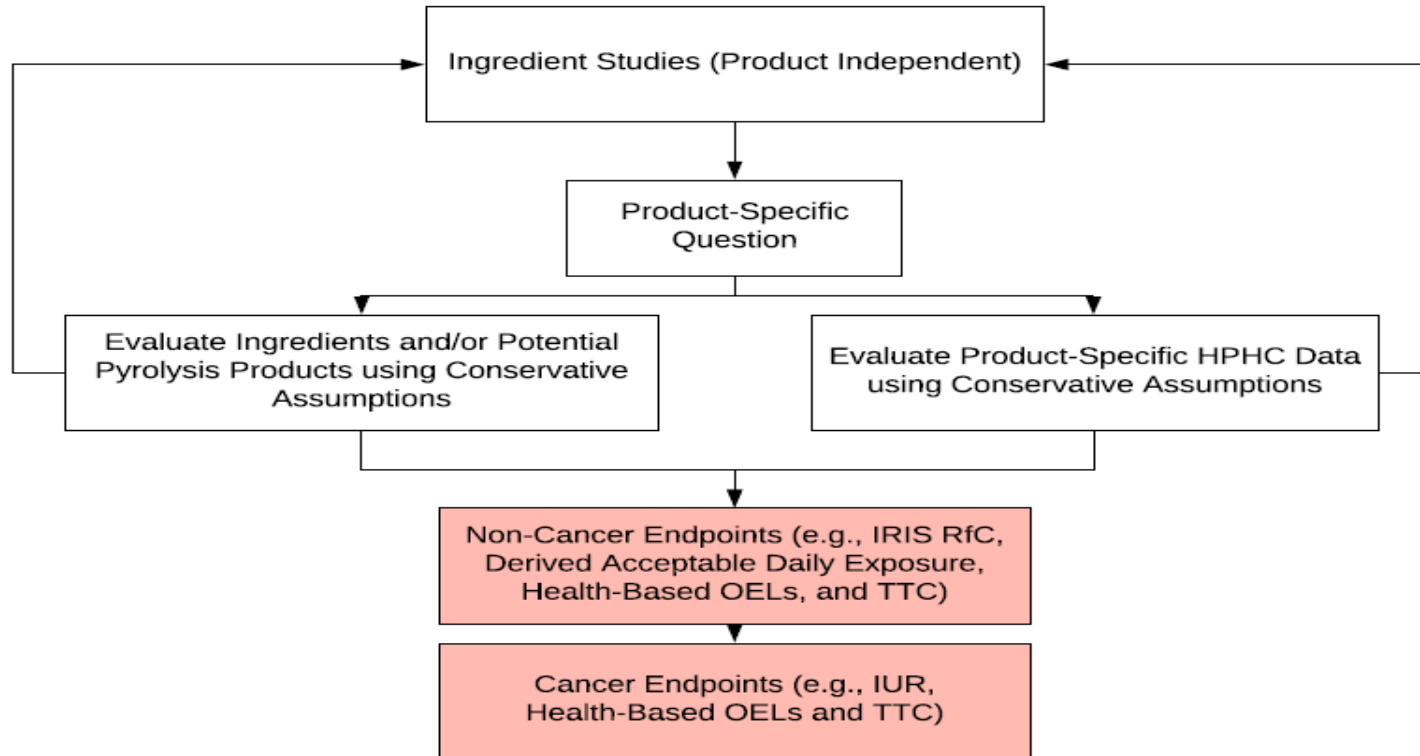 Ingredient Studies (Product Independent)
Product-Specific
Question
Evaluate Ingredients and/or Potential
Pyrolysis Products using Conservative
Assumptions
Evaluate Product-Specific HPHC Data
using Conservative Assumptions
Non-Cancer Endpoints (e.g., IRIS RfC,
Derived Acceptable Daily Exposure,
Health-Based OELs, and TTC)
Cancer Endpoints (e.g., IUR,
Health-Based OELs and TTC)